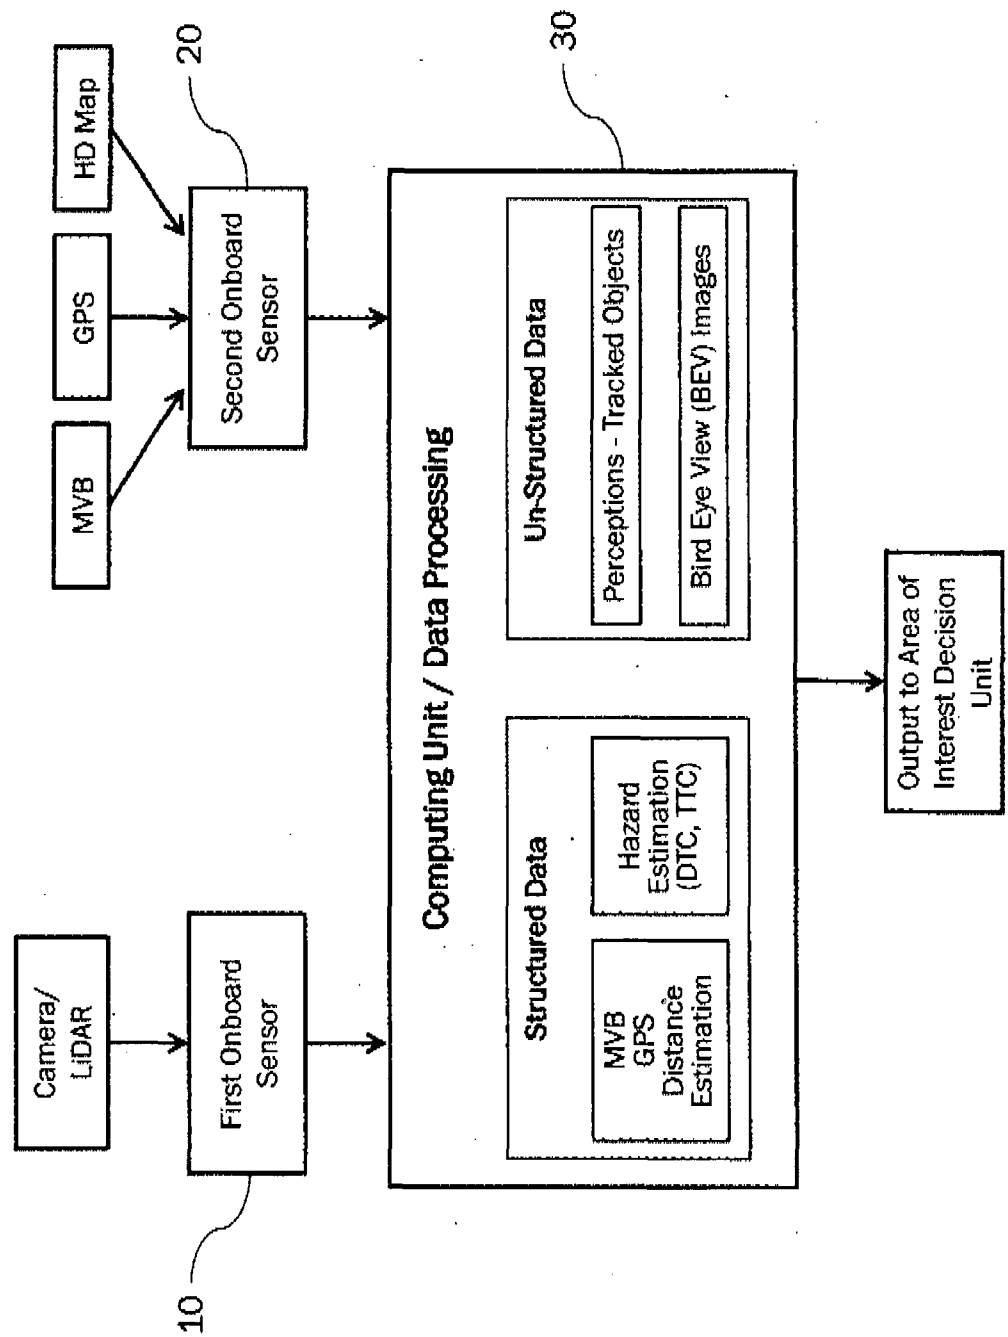 Camera/
LiDAR
MVB
GPS
HD Map
10
First Onboard
Sensor
Second Onboard
Sensor
20
Computing Unit / Data Processing
30
Structured Data
MVB
GPS
Distance
Estimation
Hazard
Estimation
(DTC, TTC)
Un-Structured Data
Perceptions - Tracked Objects
Bird Eye View (BEV) Images
Output to Area of
Interest Decision
Unit